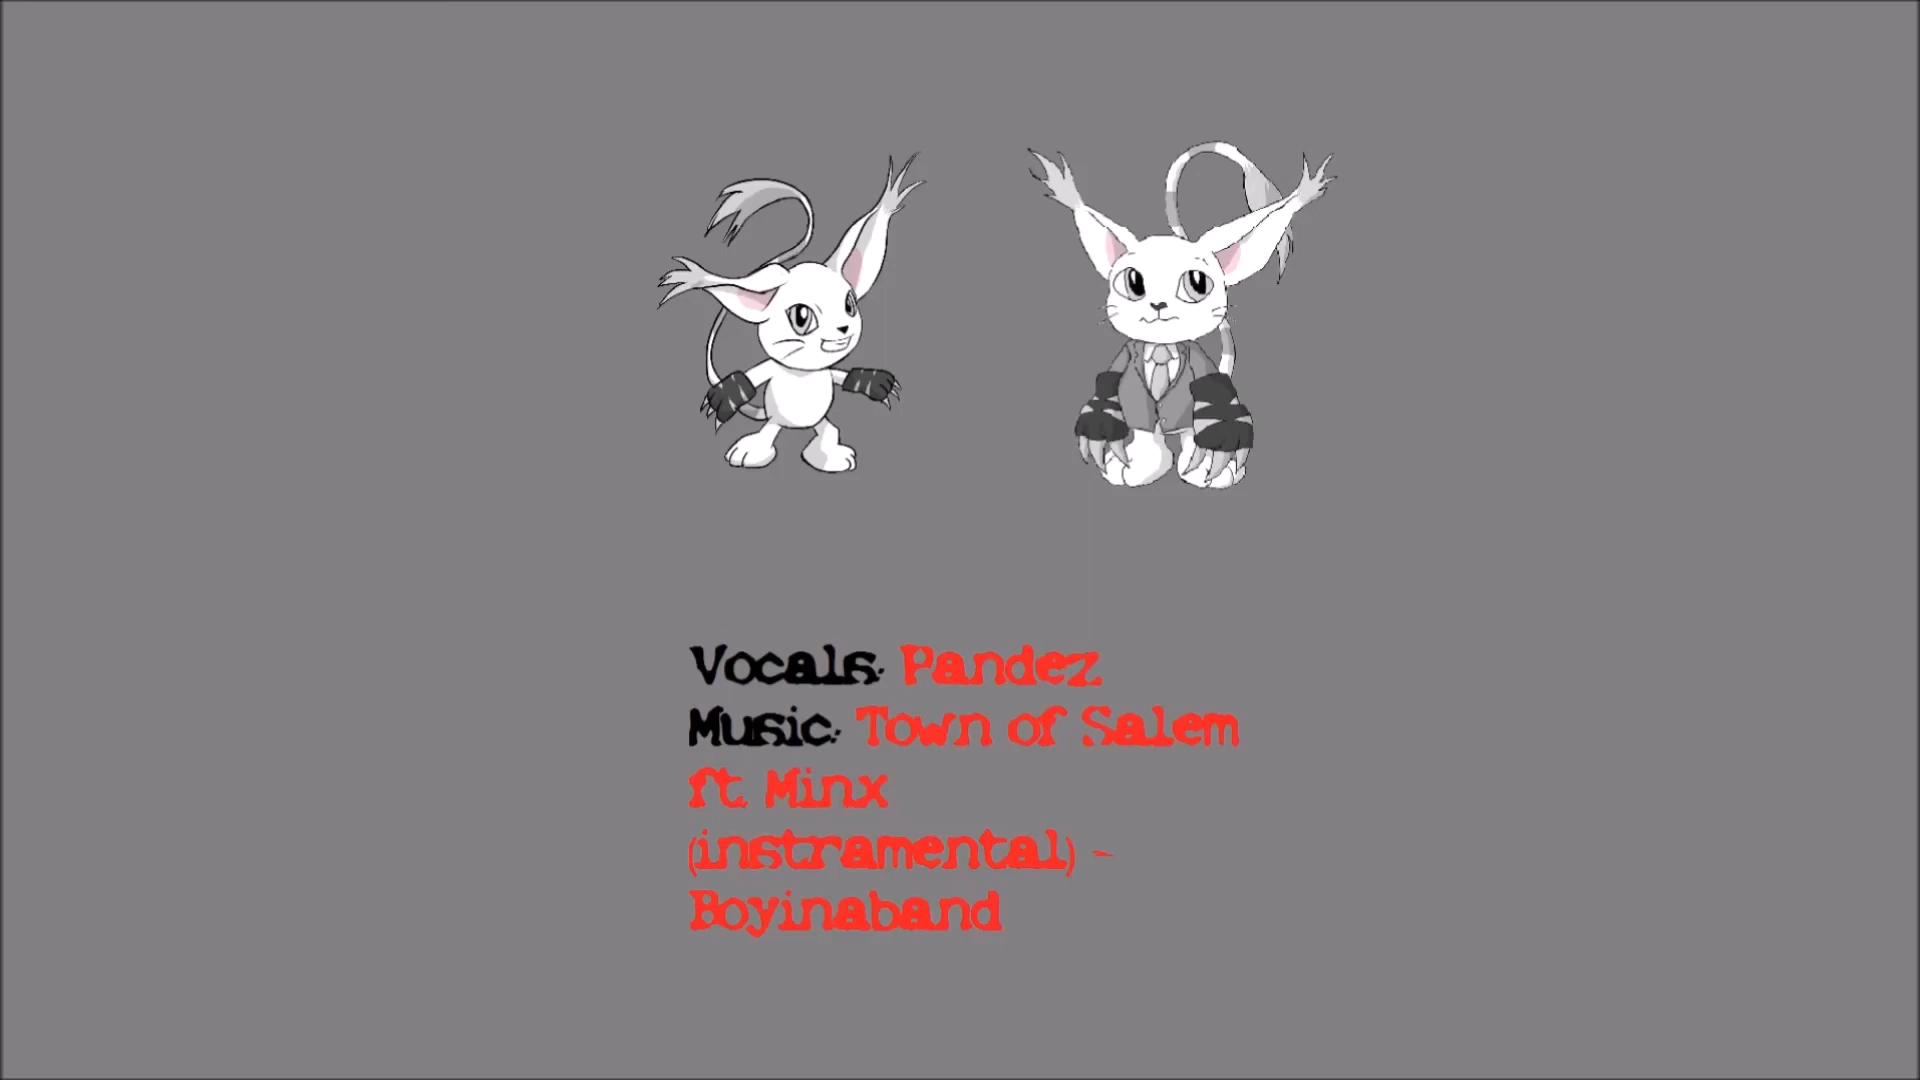 Vocals: Pandez
Music: Town of Salem
ft. Minx
(instramental) -
Boyinaband